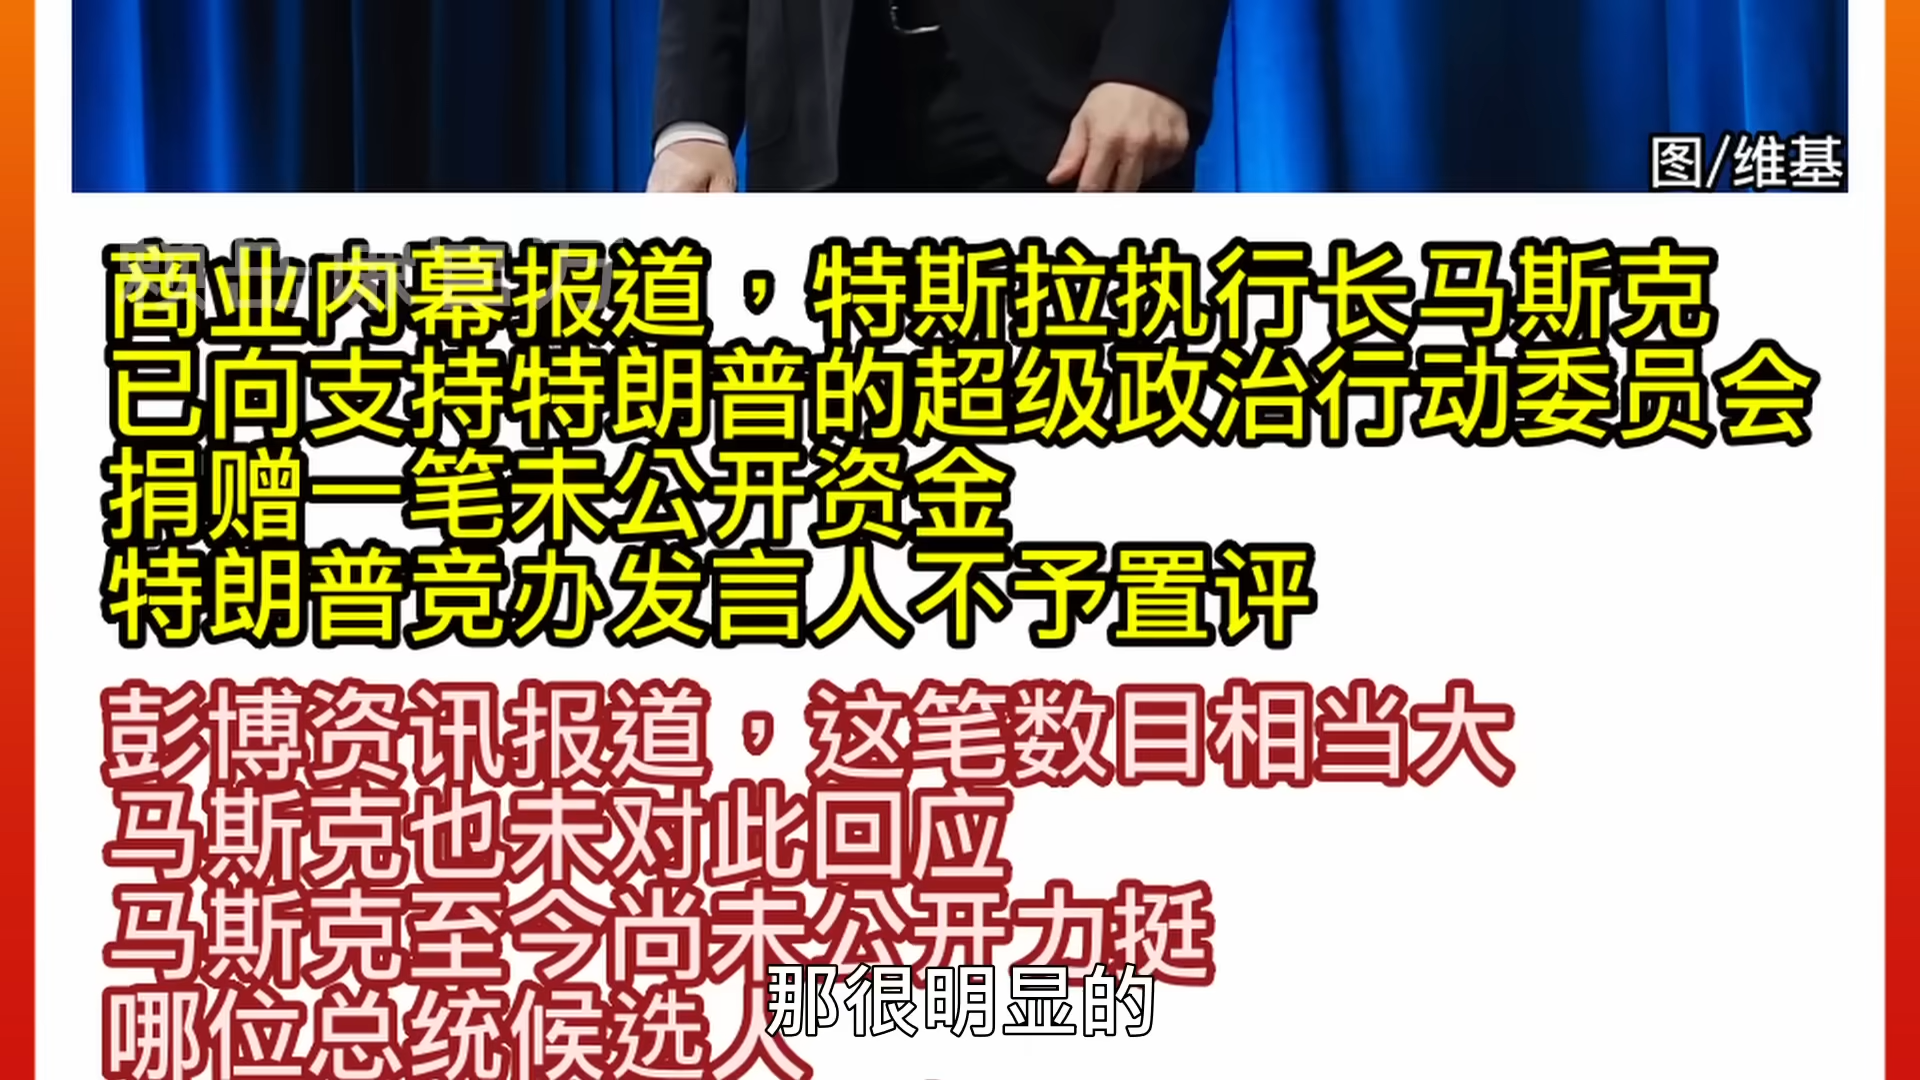 图/维基
商业内幕报道，特斯拉执行长马斯克
已向支持特朗普的超级政治行动委员会
捐赠一笔未公开资金
特朗普竞办发言人不予置评
彭博资讯报道，这笔数目相当大
马斯克也未对此回应
马斯克至今尚未公开力挺
哪位总统候选人
那很明显的